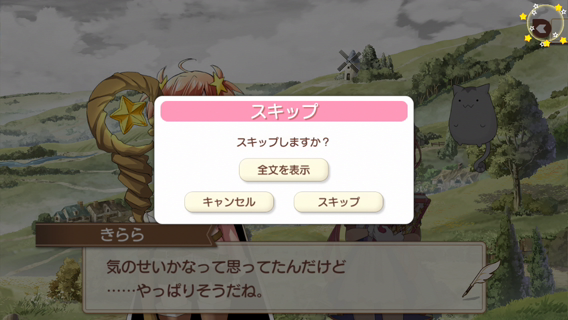 スキップ
スキップしますか？
全文を表示
キャンセル
スキップ
きらら
気のせいかなって思ってたんだけど
……やっぱりそうだね。